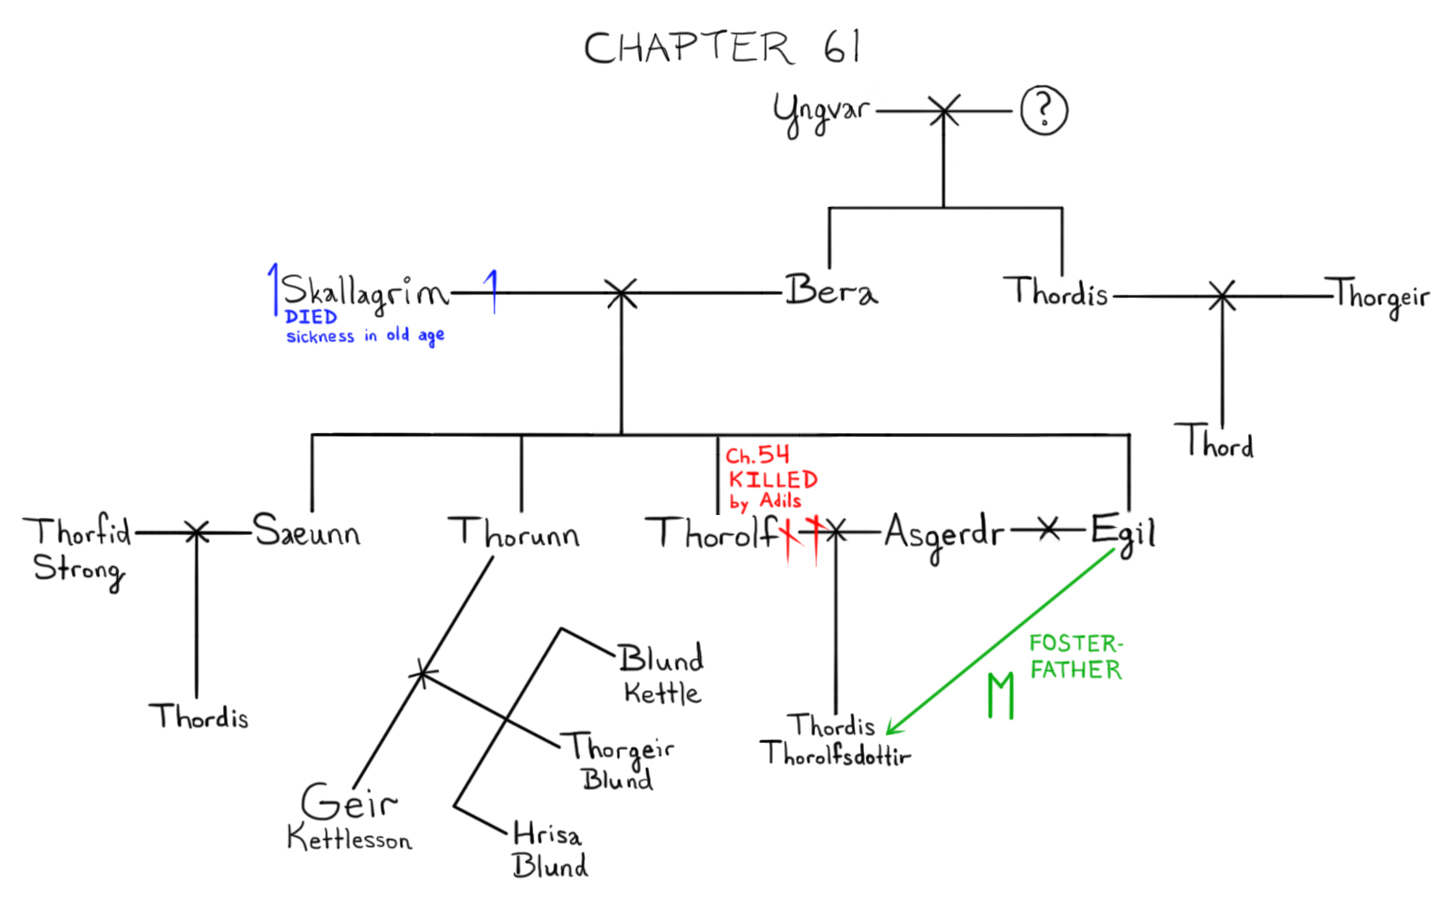 CHAPTER 61
Yngvar
?
Skallagrim
DIED
sickness in old age
Bera
Thordis
Thorgeir
Thord
Ch.54
KILLED
by Adils
Thorfid
Strong
Saeunn
Thorunn
Thorolf
Asgerdr
Egil
FOSTER-
FATHER
M
Blund
Kettle
Thordis
Thorgeir
Blund
Thordis
Thorolfsdottir
Geir
Kettlesson
Hrisa
Blund